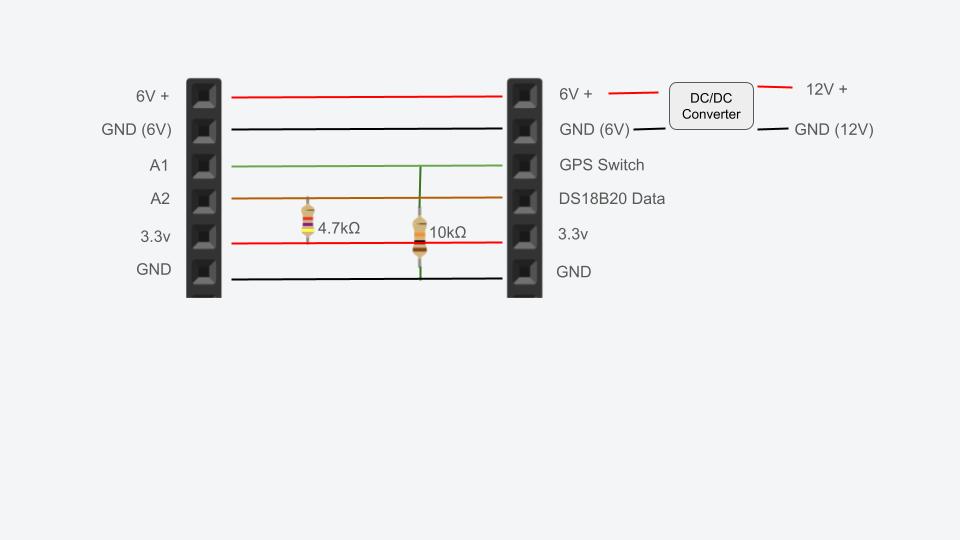 6V +
GND (6V)
A1
A2
3.3v
GND
4.7kΩ
10kΩ
6V +
GND (6V)
GPS Switch
DS18B20 Data
3.3v
GND
DC/DC
Converter
12V +
GND (12V)